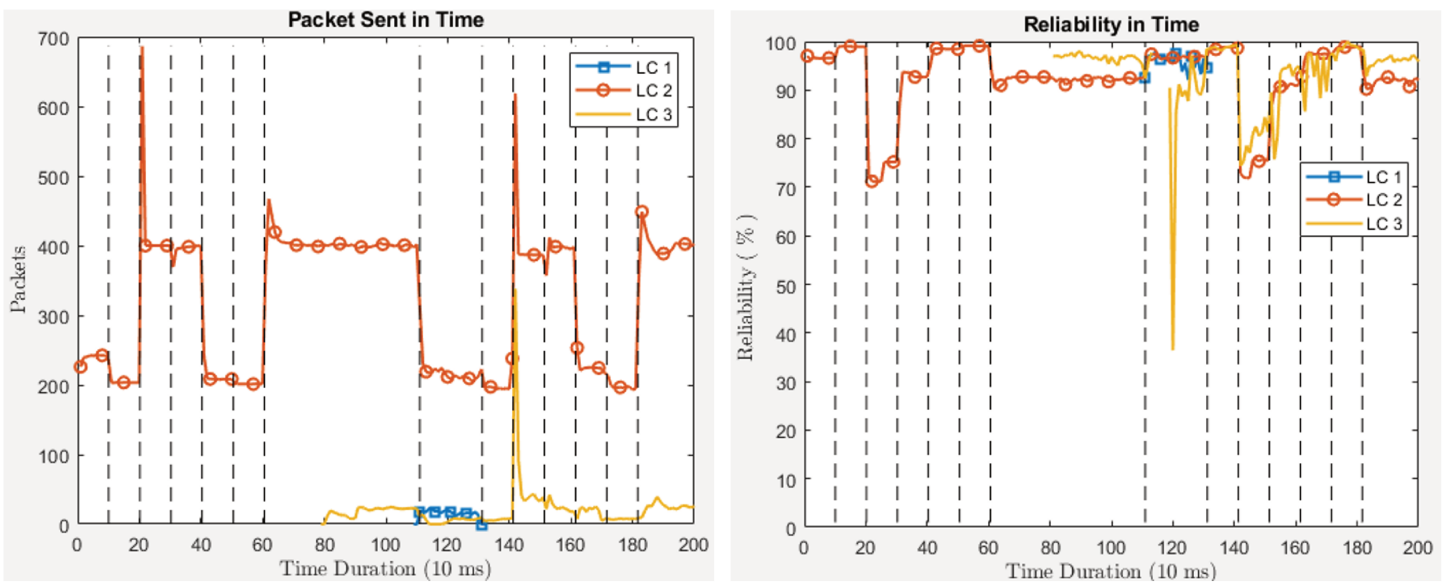 Packet Sent in Time
700
600
500
400
300
200
100
0
Packets
0 20 40 60 80 100 120 140 160 180 200
Time Duration (10 ms)
LC 1
LC 2
LC 3
Reliability in Time
100
90
80
70
60
50
40
30
20
10
0
Reliability ( % )
0 20 40 60 80 100 120 140 160 180 200
Time Duration (10 ms)
LC 1
LC 2
LC 3